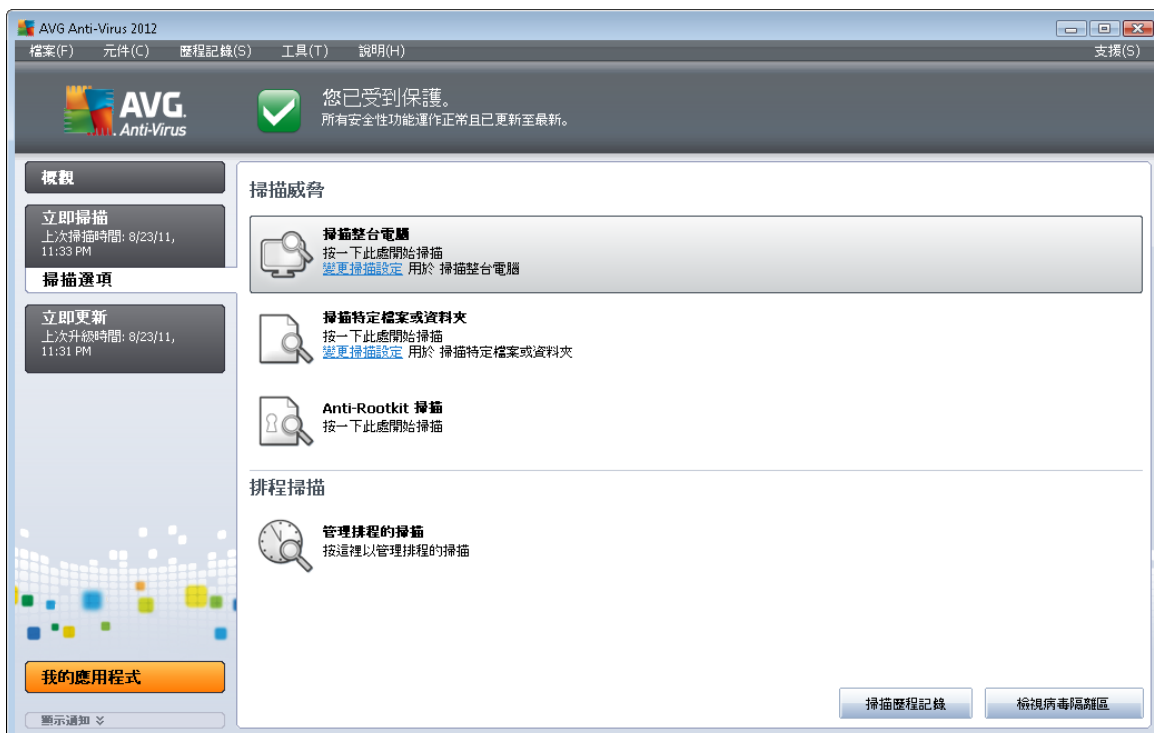 AVG Anti-Virus 2012
檔案(F) 元件(C) 歷程記錄(S) 工具(T) 說明(H) 支援(S)
AVG.
Anti-Virus
您已受到保護。
所有安全性功能運作正常且已更新至最新。
概觀
立即掃描
上次掃描時間: 8/23/11,
11:33 PM
掃描選項
立即更新
上次升級時間: 8/23/11,
11:31 PM
我的應用程式
顯示通知
掃描威脅
掃描整台電腦
按一下此處開始掃描
變更掃描設定 用於 掃描整台電腦
掃描特定檔案或資料夾
按一下此處開始掃描
變更掃描設定 用於 掃描特定檔案或資料夾
Anti-Rootkit 掃描
按一下此處開始掃描
排程掃描
管理排程的掃描
按這裡以管理排程的掃描
掃描歷程記錄
檢視病毒隔離區